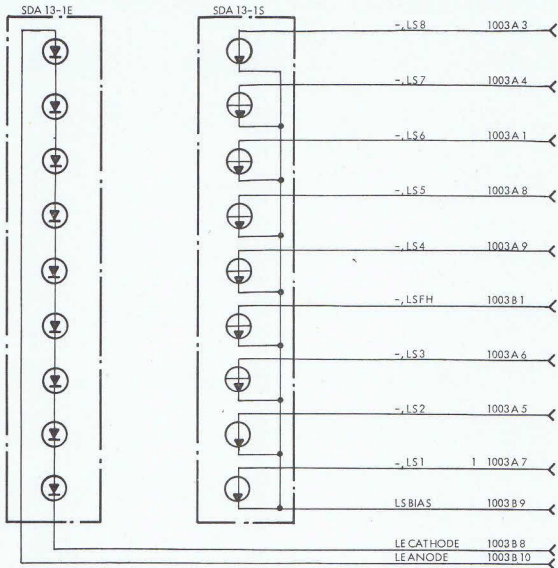 SDA 13-1E SDA 13-1S
-,LS8 1003A3
-,LS7 1003A4
-,LS6 1003A1
-,LS5 1003A8
-,LS4 1003A9
-,LSFH 1003B1
-,LS3 1003A6
-,LS2 1003A5
-,LS1 1 1003A7
LSBIAS 1003B9
LE CATHODE 1003B8
LE ANODE 1003B10